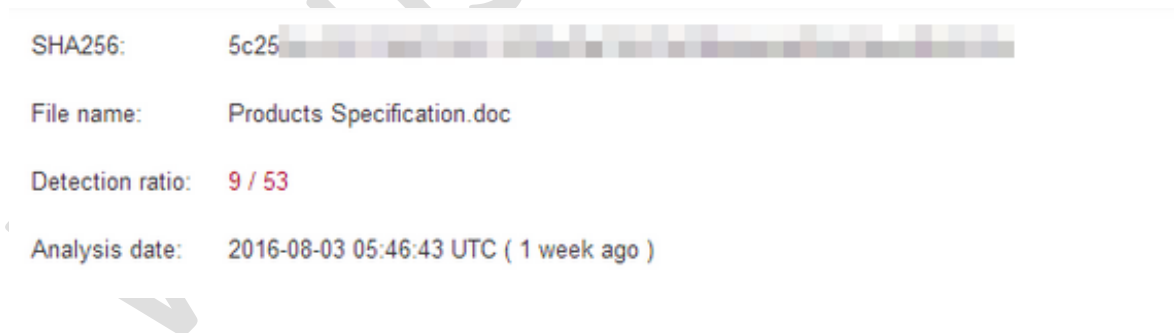 SHA256: 5c25
File name: Products Specification.doc
Detection ratio: 9 / 53
Analysis date: 2016-08-03 05:46:43 UTC ( 1 week ago )